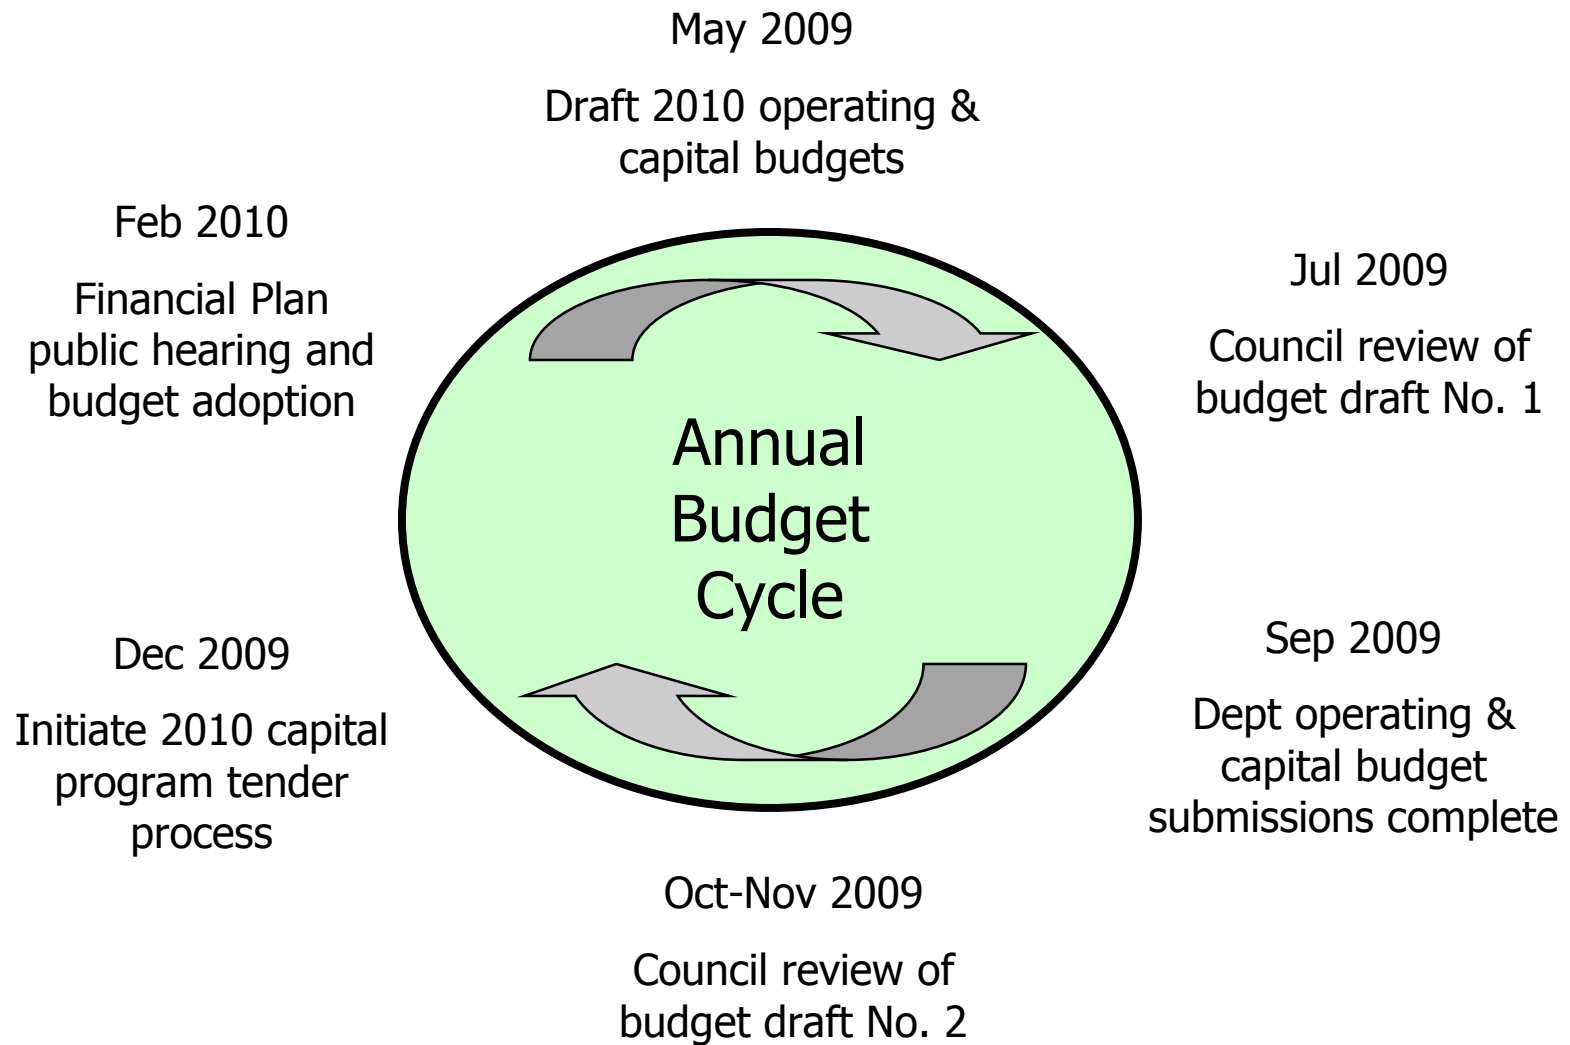 May 2009
Draft 2010 operating &
capital budgets
Jul 2009
Council review of
budget draft No. 1
Sep 2009
Dept operating &
capital budget
submissions complete
Oct-Nov 2009
Council review of
budget draft No. 2
Dec 2009
Initiate 2010 capital
program tender
process
Feb 2010
Financial Plan
public hearing and
budget adoption
Annual
Budget
Cycle